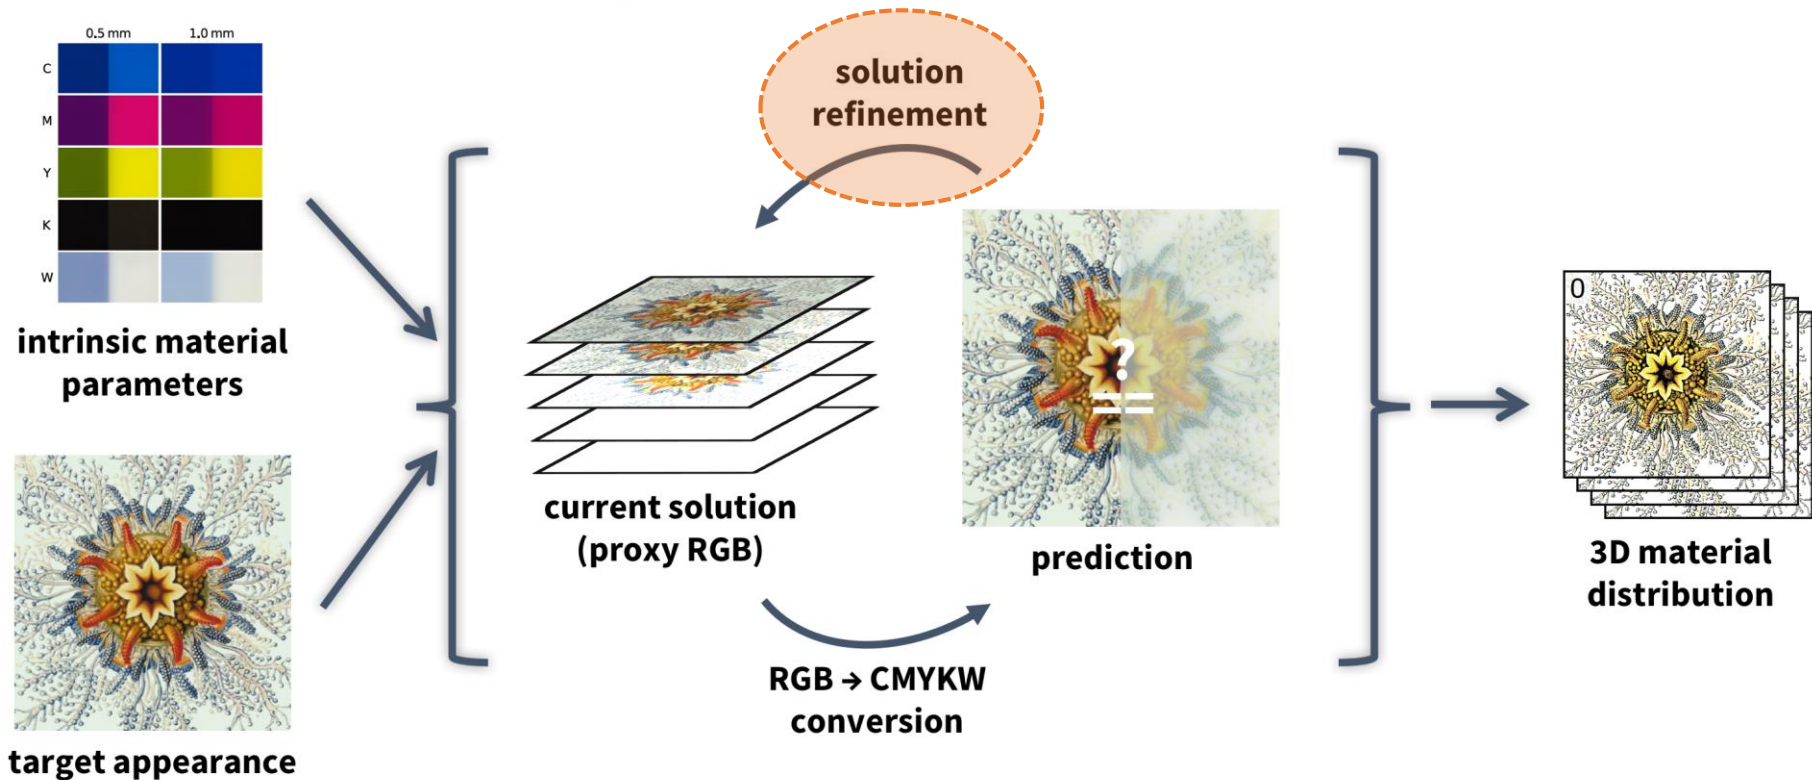 0.5 mm 1.0 mm
C
M
Y
K
W
intrinsic material
parameters
target appearance
solution
refinement
current solution
(proxy RGB)
?
==
prediction
RGB → CMYKW
conversion
0
3D material
distribution